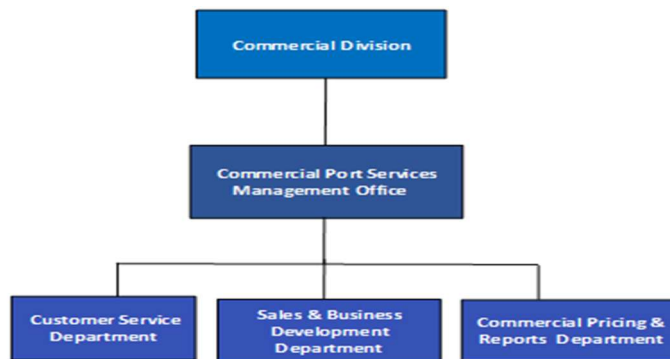 Commercial Division
Commercial Port Services
Management Office
Customer Service
Department
Sales & Business
Development
Department
Commercial Pricing &
Reports Department